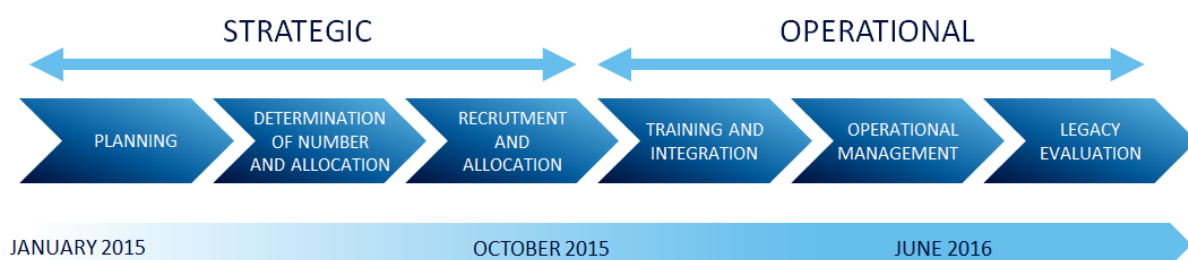 STRATEGIC
OPERATIONAL
PLANNING
DETERMINATION
OF NUMBER
AND ALLOCATION
RECRUTMENT
AND
ALLOCATION
TRAINING AND
INTEGRATION
OPERATIONAL
MANAGEMENT
LEGACY
EVALUATION
JANUARY 2015
OCTOBER 2015
JUNE 2016